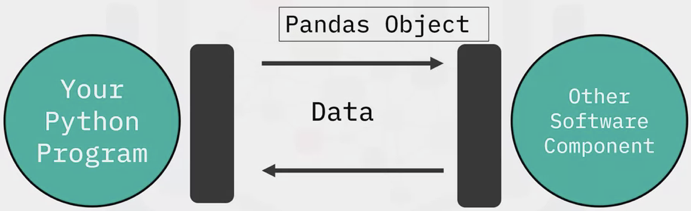 Pandas Object
Your
Python
Program
Data
Other
Software
Component